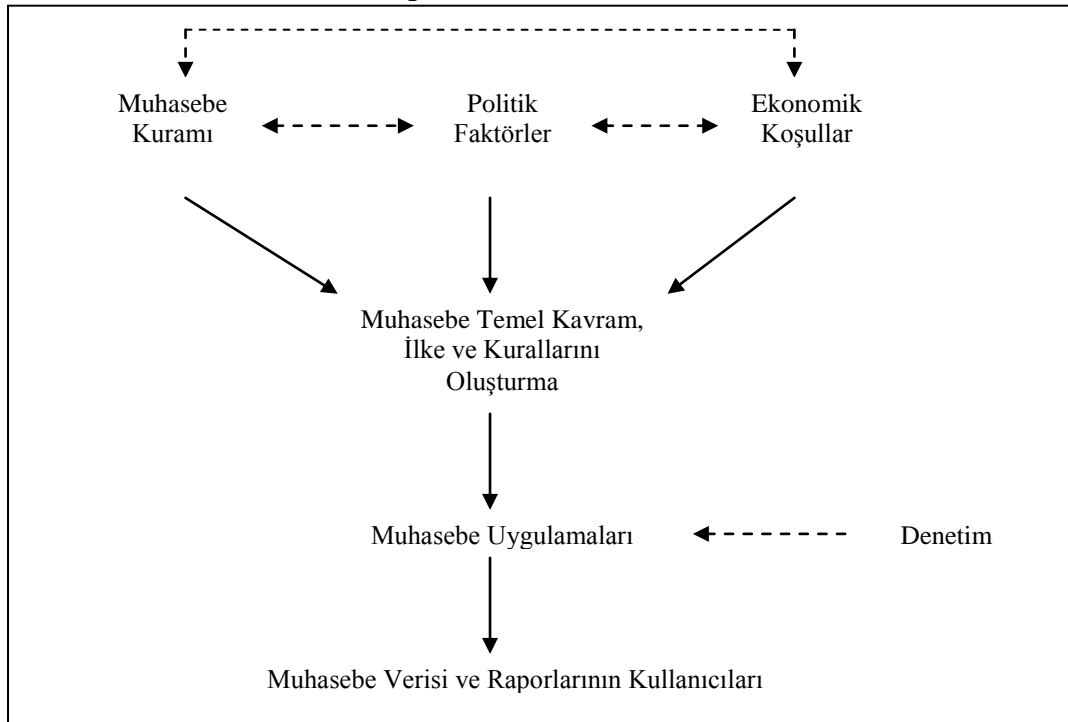 Muhasebe
Kuramı
Politik
Faktörler
Ekonomik
Koşullar
Muhasebe Temel Kavram,
İlke ve Kurallarını
Oluşturma
Muhasebe Uygulamaları
Denetim
Muhasebe Verisi ve Raporlarının Kullanıcıları